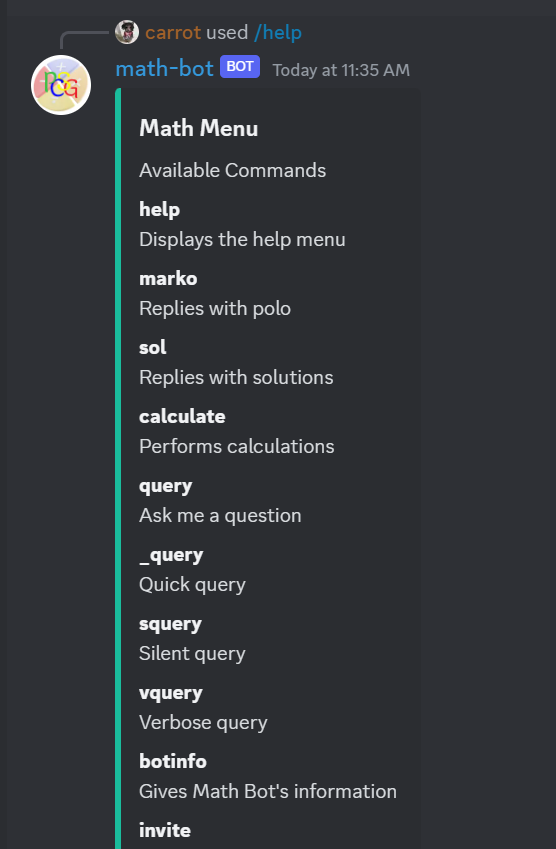 carrot used /help
PCG
math-bot BOT Today at 11:35 AM
Math Menu
Available Commands
help
Displays the help menu
marko
Replies with polo
sol
Replies with solutions
calculate
Performs calculations
query
Ask me a question
_query
Quick query
squery
Silent query
vquery
Verbose query
botinfo
Gives Math Bot's information
invite